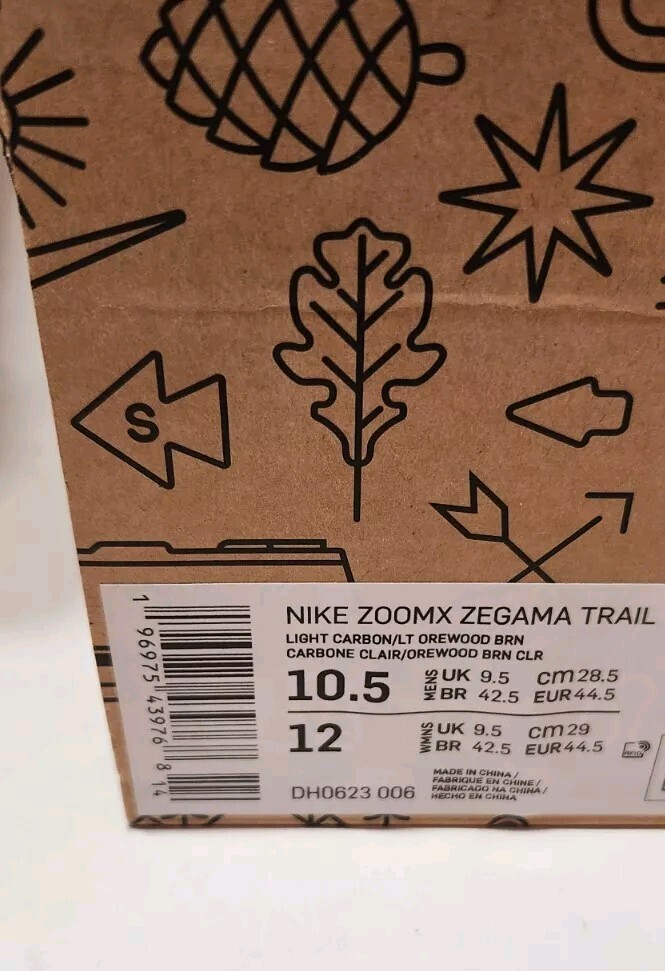 S
NIKE ZOOMX ZEGAMA TRAIL
LIGHT CARBON/LT OREWOOD BRN
CARBONE CLAIR/OREWOOD BRN CLR
10.5 MENS UK 9.5 cm 28.5
BR 42.5 EUR 44.5
12 WMNS UK 9.5 cm 29
BR 42.5 EUR 44.5
DH0623 006
MADE IN CHINA /
FABRIQUE EN CHINE /
FABRICADO NA CHINA /
HECHO EN CHINA
1 96975 43976 8 14